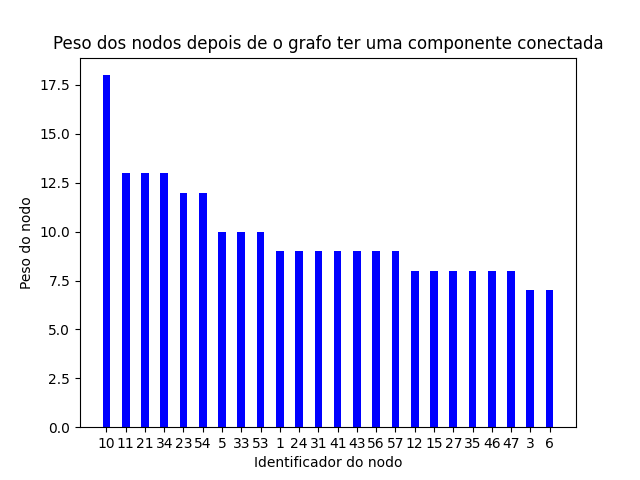 Peso dos nodos depois de o grafo ter uma componente conectada
17.5
15.0
12.5
10.0
7.5
5.0
2.5
0.0
Peso do nodo
10 11 21 34 23 54 5 33 53 1 24 31 41 43 56 57 12 15 27 35 46 47 3 6
Identificador do nodo